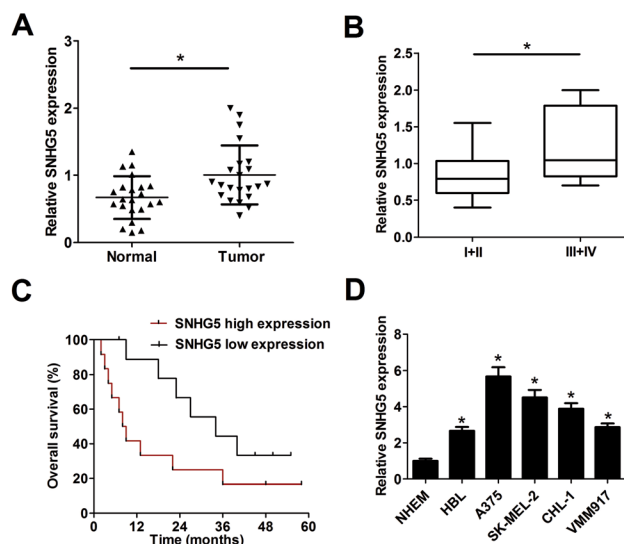 A
Relative SNHG5 expression
3
2
1
0
*
Normal Tumor
B
Relative SNHG5 expression
2.5
2.0
1.5
1.0
0.5
0.0
*
I+II III+IV
C
SNHG5 high expression
SNHG5 low expression
Overall survival (%)
100
80
60
40
20
0
0 12 24 36 48 60
Time (months)
D
Relative SNHG5 expression
8
6
4
2
0
* * * * *
NHEM HBL A375 SK-MEL-2 CHL-1 VMM917